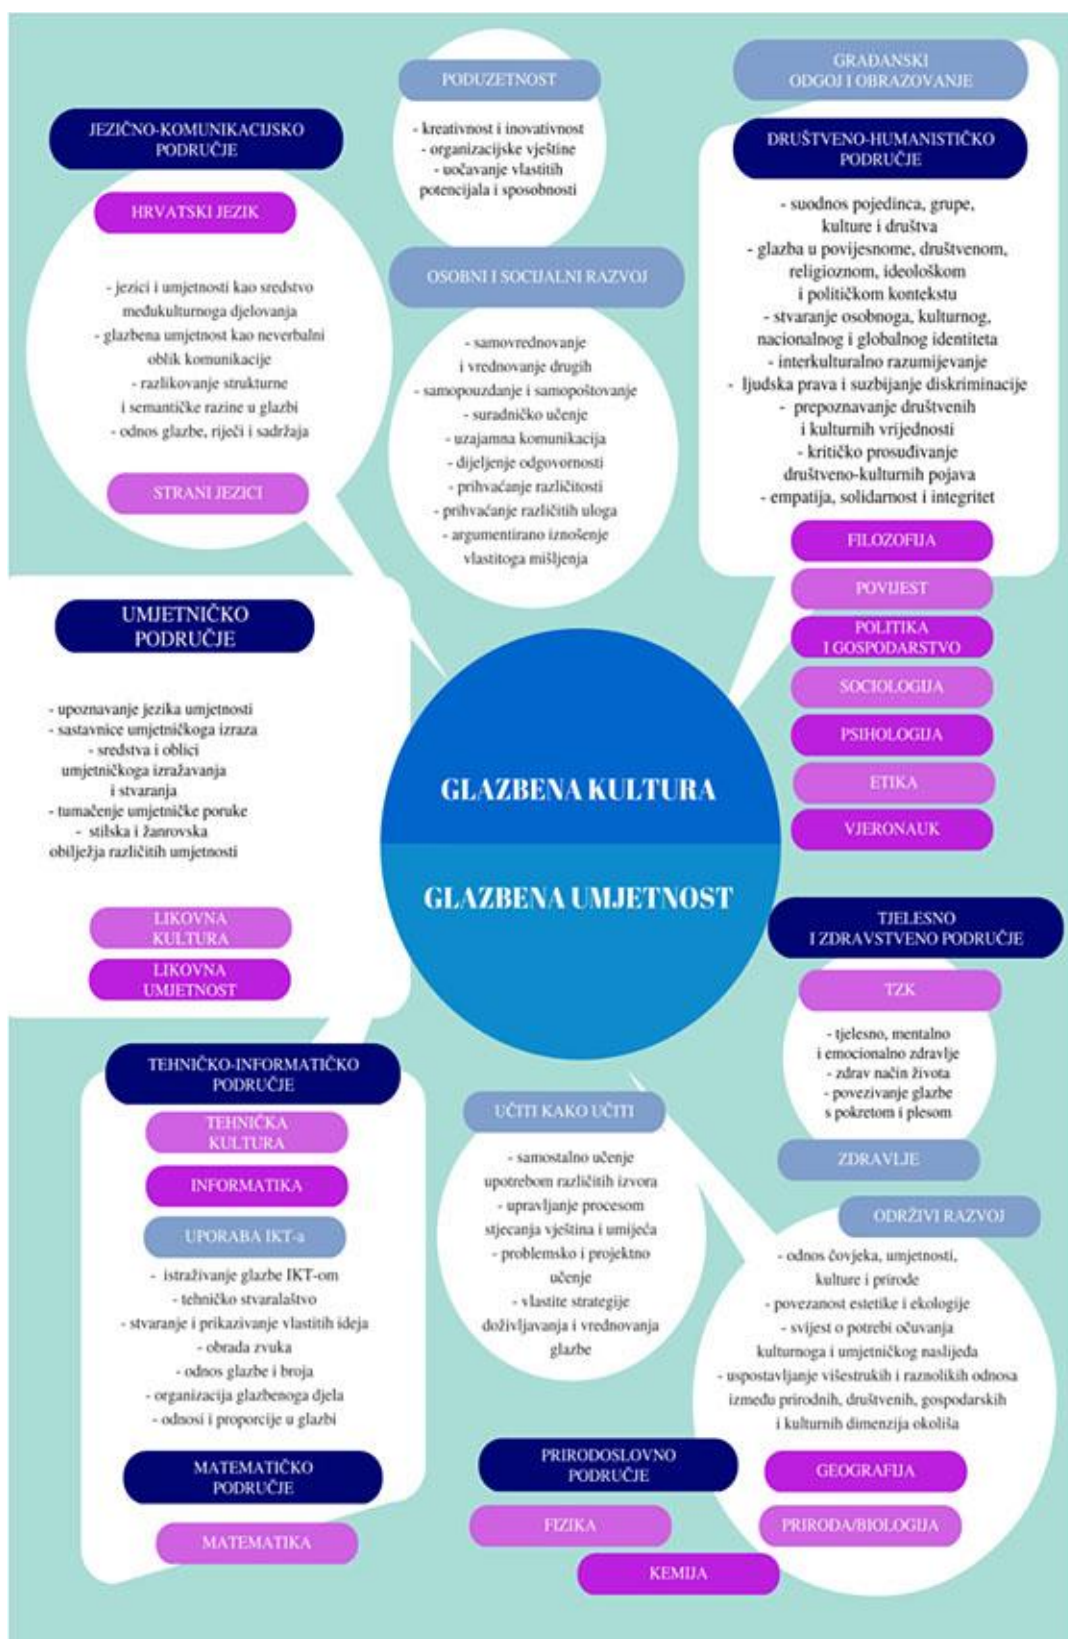 JEZIČNO-KOMUNIKACIJSKO
PODRUČJE
HRVATSKI JEZIK
- jezici i umjetnosti kao sredstvo
međukulturnoga djelovanja
- glazbena umjetnost kao neverbalni
oblik komunikacije
- razlikovanje strukturne
i semantičke razine u glazbi
- odnos glazbe, riječi i sadržaja
STRANI JEZICI
PODUZETNOST
- kreativnost i inovativnost
- organizacijske vještine
- uočavanje vlastitih
potencijala i sposobnosti
OSOBNI I SOCIJALNI RAZVOJ
- samovrednovanje
i vrednovanje drugih
- samopouzdanje i samopoštovanje
- suradničko učenje
- uzajamna komunikacija
- dijeljenje odgovornosti
- prihvaćanje različitosti
- prihvaćanje različitih uloga
- argumentirano iznošenje
vlastitoga mišljenja
GRAĐANSKI
ODGOJ I OBRAZOVANJE
DRUŠTVENO-HUMANISTIČKO
PODRUČJE
- suodnos pojedinca, grupe,
kulture i društva
- glazba u povijesnome, društvenom,
religioznom, ideološkom
i političkom kontekstu
- stvaranje osobnoga, kulturnog,
nacionalnog i globalnog identiteta
- interkulturalno razumijevanje
- ljudska prava i suzbijanje diskriminacije
- prepoznavanje društvenih
i kulturnih vrijednosti
- kritičko prosuđivanje
društveno-kulturnih pojava
- empatija, solidarnost i integritet
FILOZOFIJA
POVIJEST
POLITIKA
I GOSPODARSTVO
SOCIOLOGIJA
PSIHOLOGIJA
ETIKA
VJERONAUK
UMJETNIČKO
PODRUČJE
- upoznavanje jezika umjetnosti
- sastavnice umjetničkoga izraza
- sredstva i oblici
umjetničkoga izražavanja
i stvaranja
- tumačenje umjetničke poruke
- stilska i žanrovska
obilježja različitih umjetnosti
LIKOVNA
KULTURA
LIKOVNA
UMJETNOST
GLAZBENA KULTURA
GLAZBENA UMJETNOST
TJELESNO
I ZDRAVSTVENO PODRUČJE
TZK
- tjelesno, mentalno
i emocionalno zdravlje
- zdrav način života
- povezivanje glazbe
s pokretom i plesom
ZDRAVLJE
TEHNIČKO-INFORMATIČKO
PODRUČJE
TEHNIČKA
KULTURA
INFORMATIKA
UPORABA IKT-a
- istraživanje glazbe IKT-om
- tehničko stvaralaštvo
- stvaranje i prikazivanje vlastitih ideja
- obrada zvuka
- odnos glazbe i broja
- organizacija glazbenoga djela
- odnosi i proporcije u glazbi
MATEMATIČKO
PODRUČJE
MATEMATIKA
UČITI KAKO UČITI
- samostalno učenje
upotrebom različitih izvora
- upravljanje procesom
stjecanja vještina i umijeća
- problemsko i projektno
učenje
- vlastite strategije
doživljavanja i vrednovanja
glazbe
ODRŽIVI RAZVOJ
- odnos čovjeka, umjetnosti,
kulture i prirode
- povezanost estetike i ekologije
- svijest o potrebi očuvanja
kulturnoga i umjetničkog naslijeđa
- uspostavljanje višestrukih i raznolikih odnosa
između prirodnih, društvenih, gospodarskih
i kulturnih dimenzija okoliša
PRIRODOSLOVNO
PODRUČJE
GEOGRAFIJA
FIZIKA
PRIRODA/BIOLOGIJA
KEMIJA